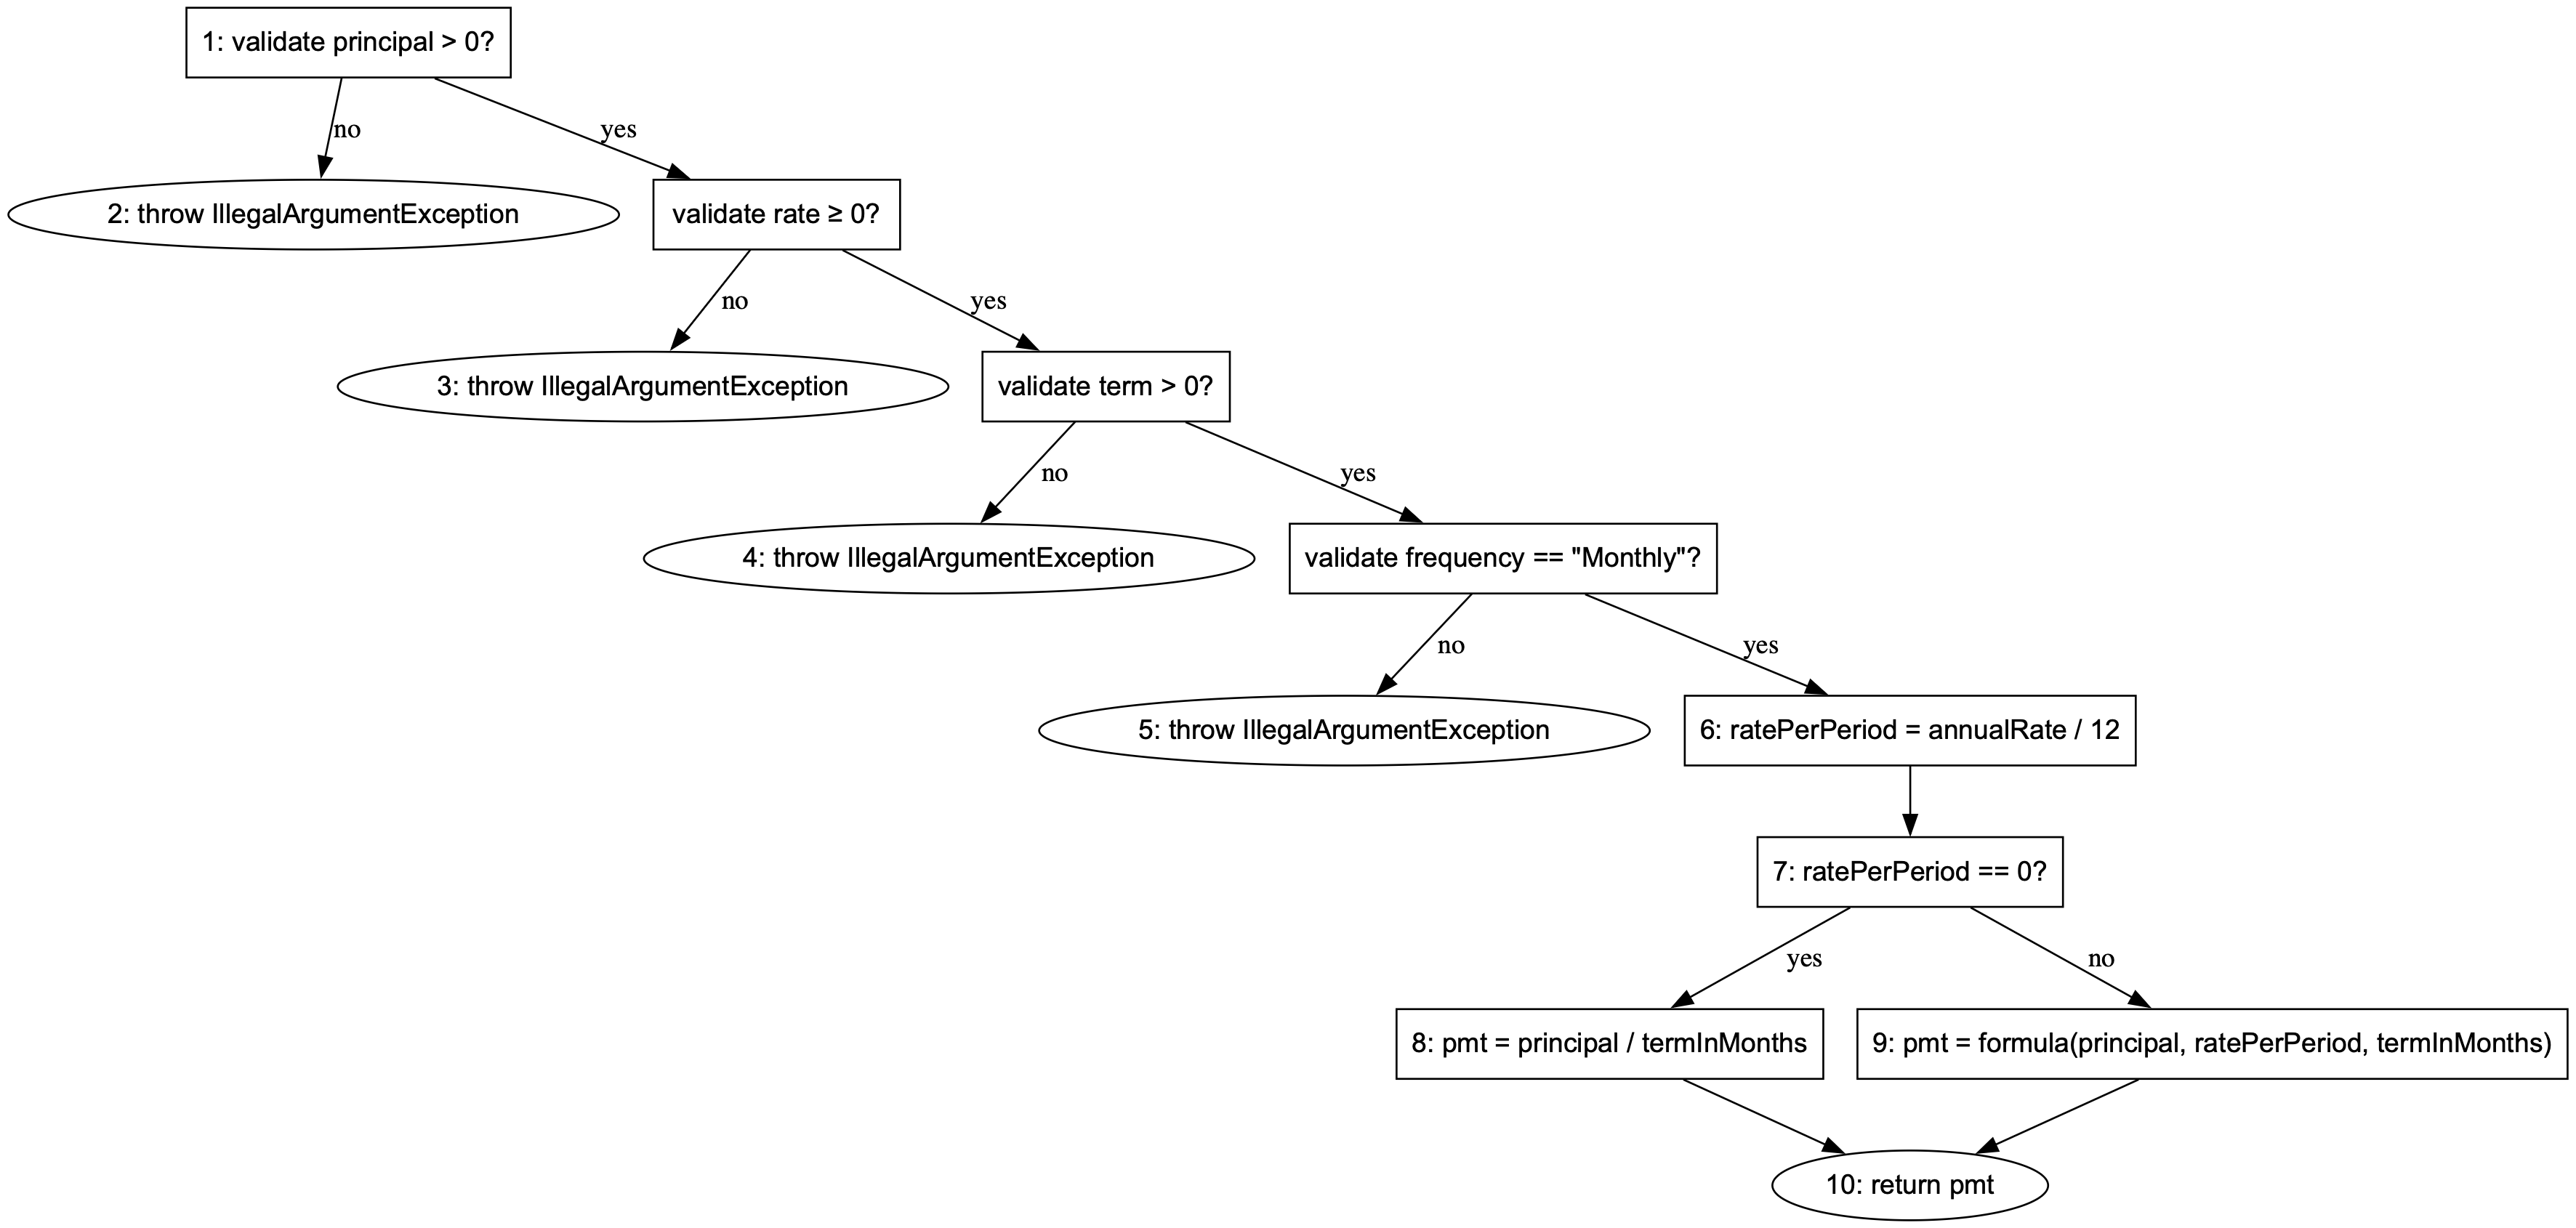 1: validate principal > 0?
no
yes
2: throw IllegalArgumentException
validate rate ≥ 0?
no
yes
3: throw IllegalArgumentException
validate term > 0?
no
yes
4: throw IllegalArgumentException
validate frequency == "Monthly"?
no
yes
5: throw IllegalArgumentException
6: ratePerPeriod = annualRate / 12
7: ratePerPeriod == 0?
yes
no
8: pmt = principal / termInMonths
9: pmt = formula(principal, ratePerPeriod, termInMonths)
10: return pmt